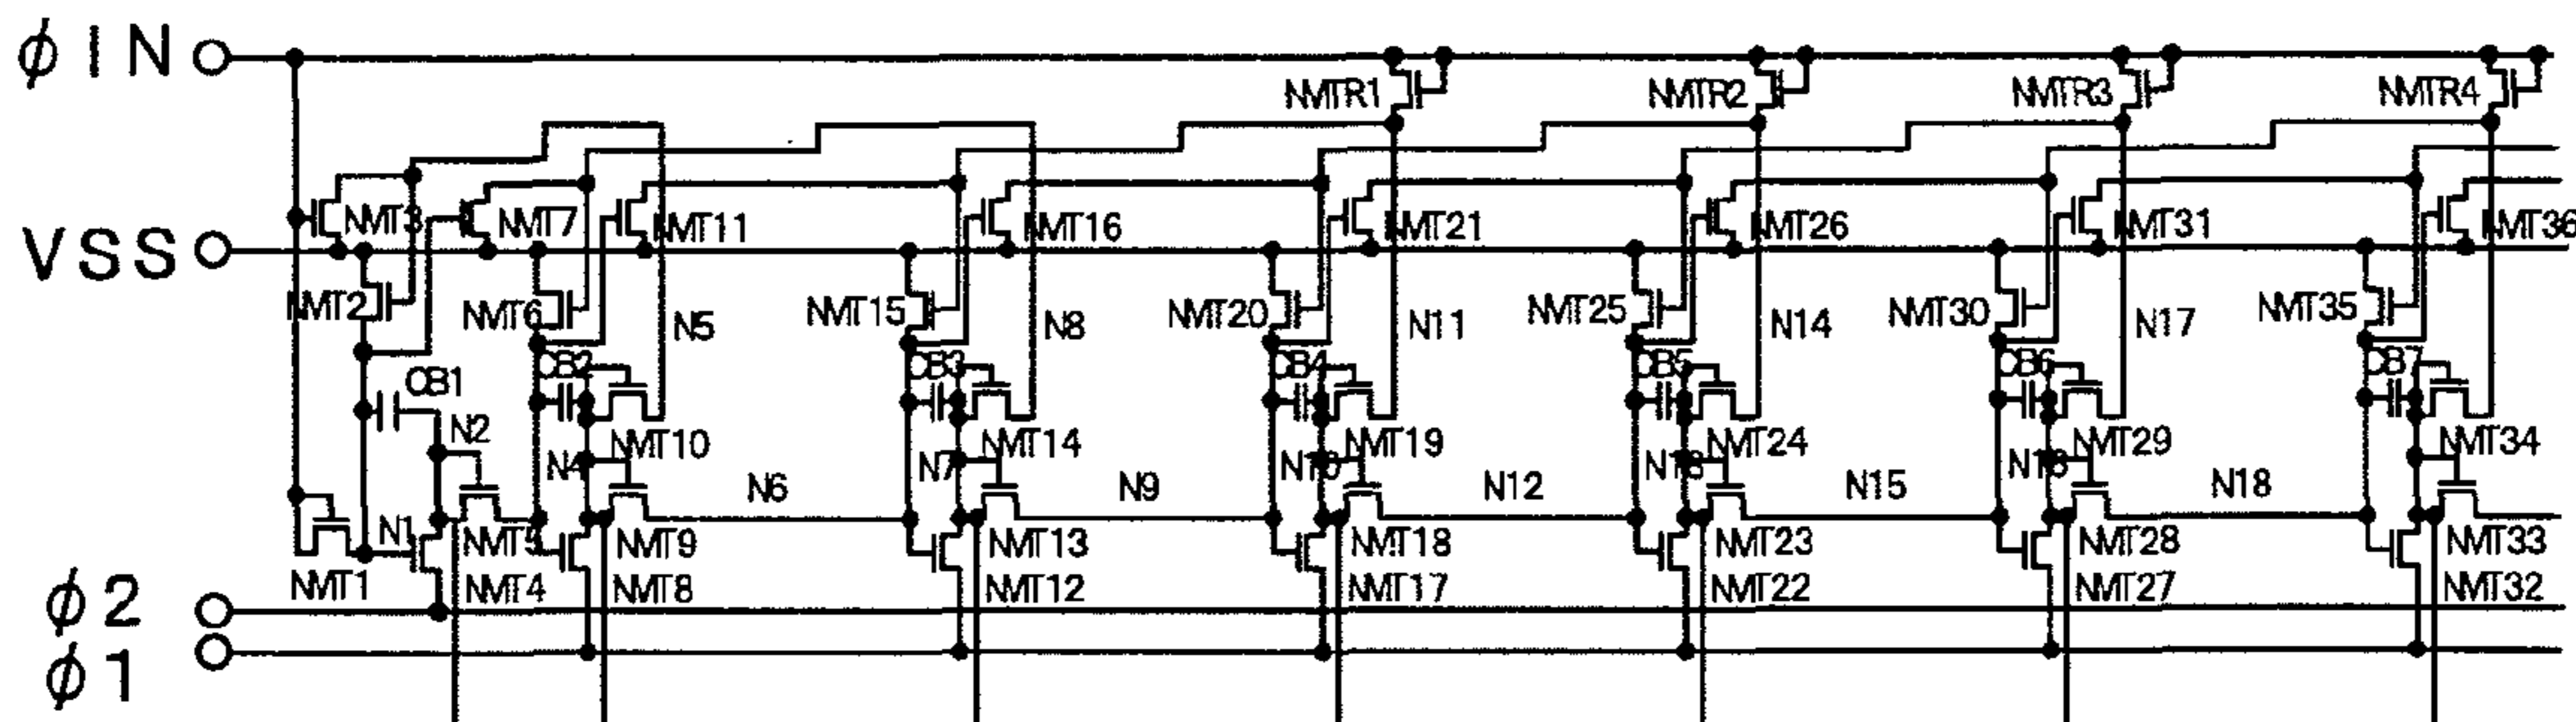 φIN
NMTR1 NMTR2 NMTR3 NMTR4
NMT3 NMT7 NMT11 NMT16 NMT21 NMT26 NMT31 NMT36
VSS
NMT2 NMT6 NMT15 NMT20 NMT25 NMT30 NMT35
N5 N8 N11 N14 N17
CB1 CB2 CB3 CB4 CB5 CB6 CB7
N2 NMT10 NMT14 NMT19 NMT24 NMT29 NMT34
N4 N7 N10 N13
N6 N9 N12 N15 N18
N1 NMT5 NMT9 NMT13 NMT18 NMT23 NMT28 NMT33
NMT1 NMT4 NMT8 NMT12 NMT17 NMT22 NMT27 NMT32
φ2
φ1